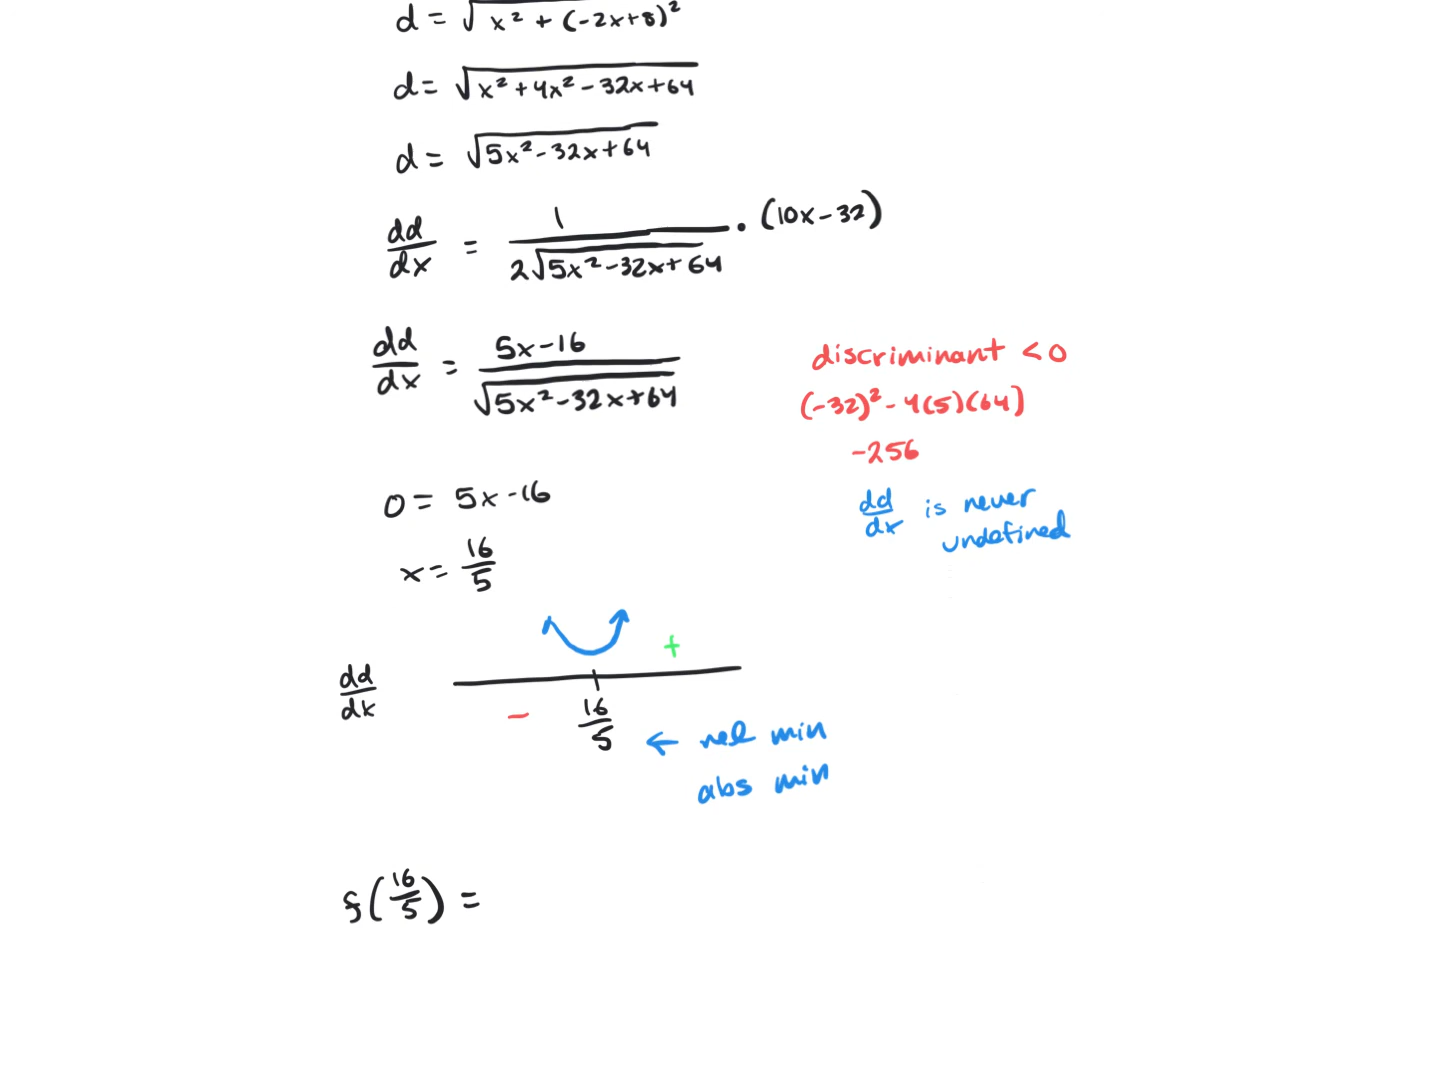 d = √(x² + (-2x+8)²)
d = √(x² + 4x² - 32x + 64)
d = √(5x² - 32x + 64)
dd/dx = 1/(2√(5x² - 32x + 64)) · (10x - 32)
dd/dx = (5x - 16)/√(5x² - 32x + 64)
discriminant < 0
(-32)² - 4(5)(64)
-256
dd/dx is never
undefined
0 = 5x - 16
x = 16/5
+
dd/dx
- 16/5 ← rel min
abs min
f(16/5) =